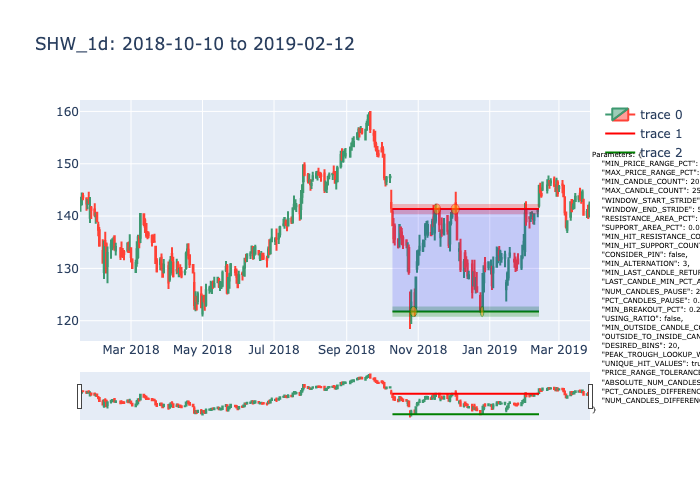 SHW_1d: 2018-10-10 to 2019-02-12
160
150
140
130
120
Mar 2018
May 2018
Jul 2018
Sep 2018
Nov 2018
Jan 2019
Mar 2019
trace 0
trace 1
trace 2
Parameters: {
"MIN_PRICE_RANGE_PCT":
"MAX_PRICE_RANGE_PCT":
"MIN_CANDLE_COUNT": 20
"MAX_CANDLE_COUNT": 25
"WINDOW_START_STRIDE"
"WINDOW_END_STRIDE": 5
"RESISTANCE_AREA_PCT":
"SUPPORT_AREA_PCT": 0.0
"MIN_HIT_RESISTANCE_CO
"MIN_HIT_SUPPORT_COUN
"CONSIDER_PIN": false,
"MIN_ALTERNATION": 3,
"MIN_LAST_CANDLE_RETUR
"LAST_CANDLE_MIN_PCT_A
"NUM_CANDLES_PAUSE": 2
"PCT_CANDLES_PAUSE": 0.
"MIN_BREAKOUT_PCT": 0.2
"USING_RATIO": false,
"MIN_OUTSIDE_CANDLE_CO
"OUTSIDE_TO_INSIDE_CAN
"DESIRED_BINS": 20,
"PEAK_TROUGH_LOOKUP_W
"UNIQUE_HIT_VALUES": tru
"PRICE_RANGE_TOLERANC
"ABSOLUTE_NUM_CANDLES
"PCT_CANDLES_DIFFERENC
"NUM_CANDLES_DIFFEREN
}